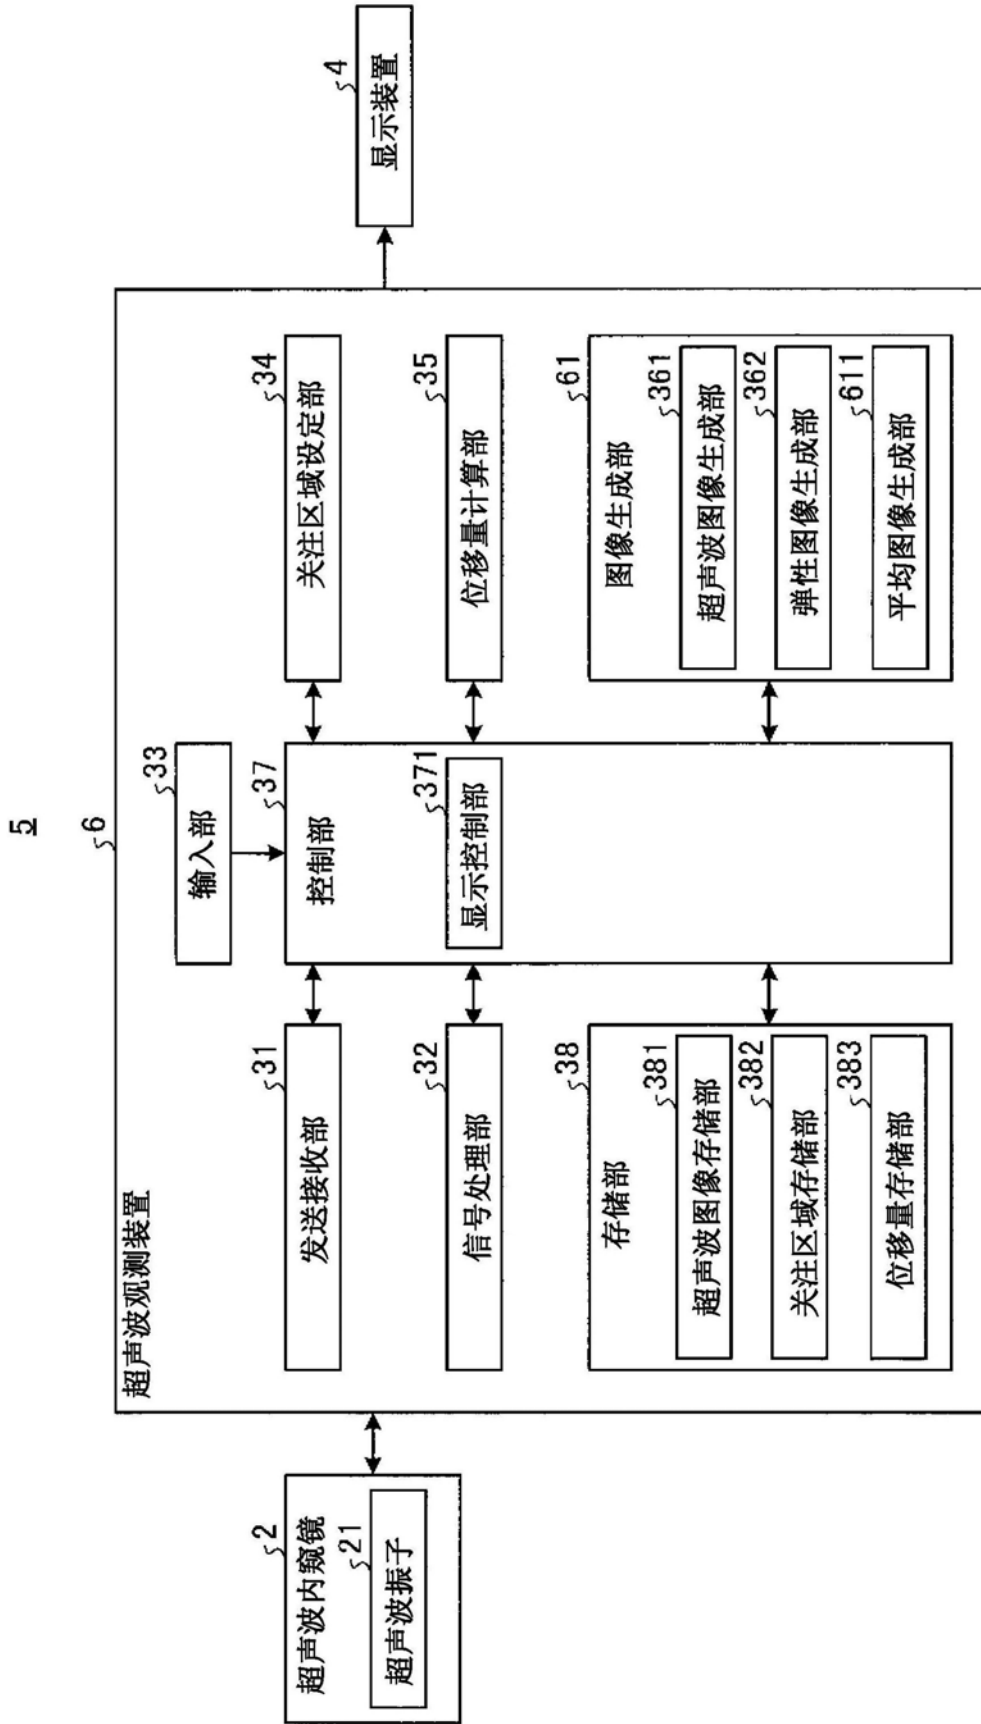 5
6
超声波观测装置
2
超声波内窥镜
21
超声波振子
33
输入部
31
发送接收部
32
信号处理部
38
存储部
381
超声波图像存储部
382
关注区域存储部
383
位移量存储部
37
控制部
371
显示控制部
34
关注区域设定部
35
位移量计算部
61
图像生成部
361
超声波图像生成部
362
弹性图像生成部
611
平均图像生成部
4
显示装置